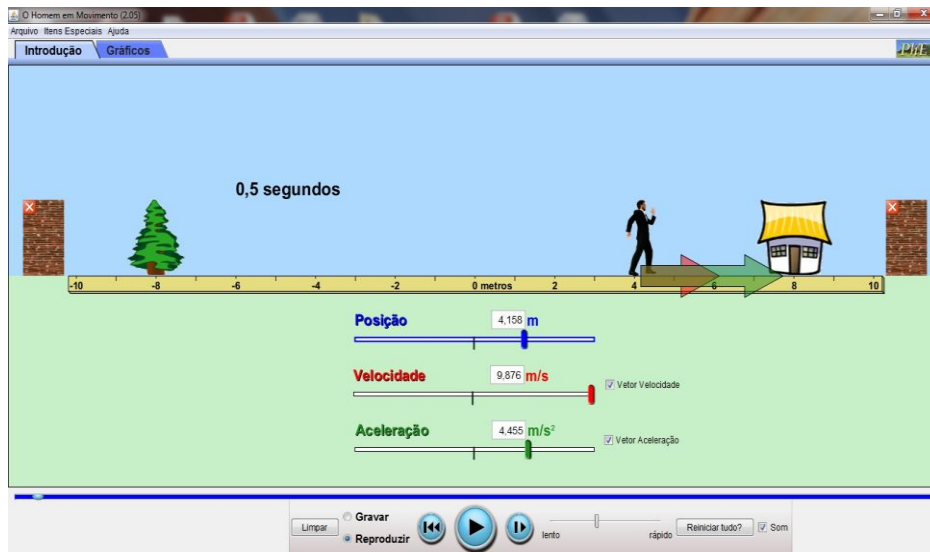 O Homem em Movimento (2.05)
Arquivo Itens Especiais Ajuda
Introdução Gráficos
PhET
0,5 segundos
-10 -8 -6 -4 -2 0 metros 2 4 6 8 10
Posição 4,158 m
Velocidade 9,876 m/s Vetor Velocidade
Aceleração 4,455 m/s² Vetor Aceleração
Limpar Gravar Reproduzir lento rápido Reiniciar tudo? Som